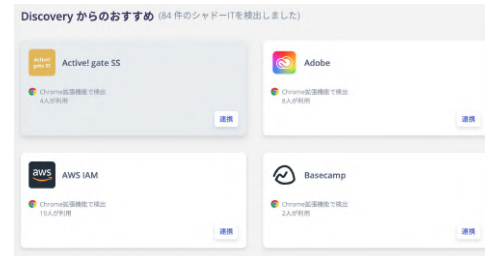 Discovery からのおすすめ (84 件のシャドーITを検出しました)
Active!
gate SS
Active! gate SS
Chrome拡張機能で検出
4人が利用
連携
Adobe
Chrome拡張機能で検出
8人が利用
連携
aws
AWS IAM
Chrome拡張機能で検出
19人が利用
連携
Basecamp
Chrome拡張機能で検出
2人が利用
連携